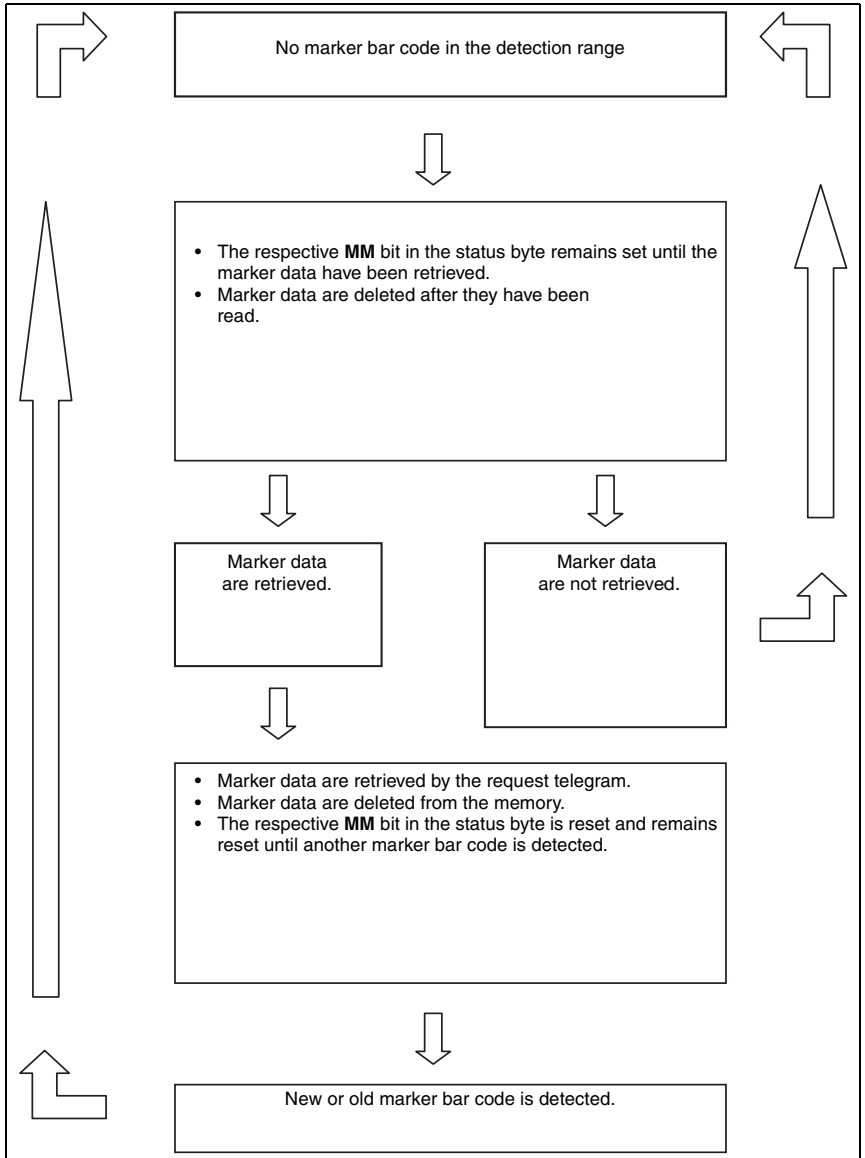 No marker bar code in the detection range
• The respective MM bit in the status byte remains set until the
marker data have been retrieved.
• Marker data are deleted after they have been
read.
Marker data
are retrieved.
Marker data
are not retrieved.
• Marker data are retrieved by the request telegram.
• Marker data are deleted from the memory.
• The respective MM bit in the status byte is reset and remains
reset until another marker bar code is detected.
New or old marker bar code is detected.